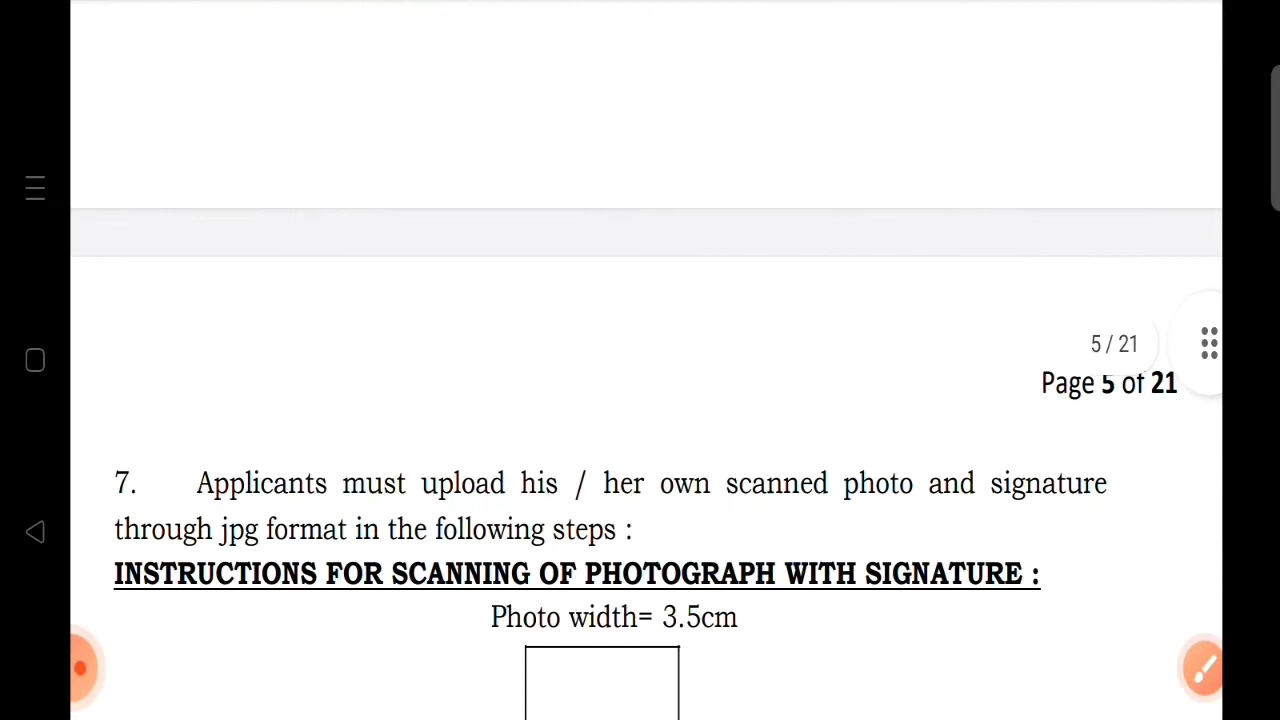 5 / 21
Page 5 of 21
7. Applicants must upload his / her own scanned photo and signature
through jpg format in the following steps :
INSTRUCTIONS FOR SCANNING OF PHOTOGRAPH WITH SIGNATURE :
Photo width= 3.5cm